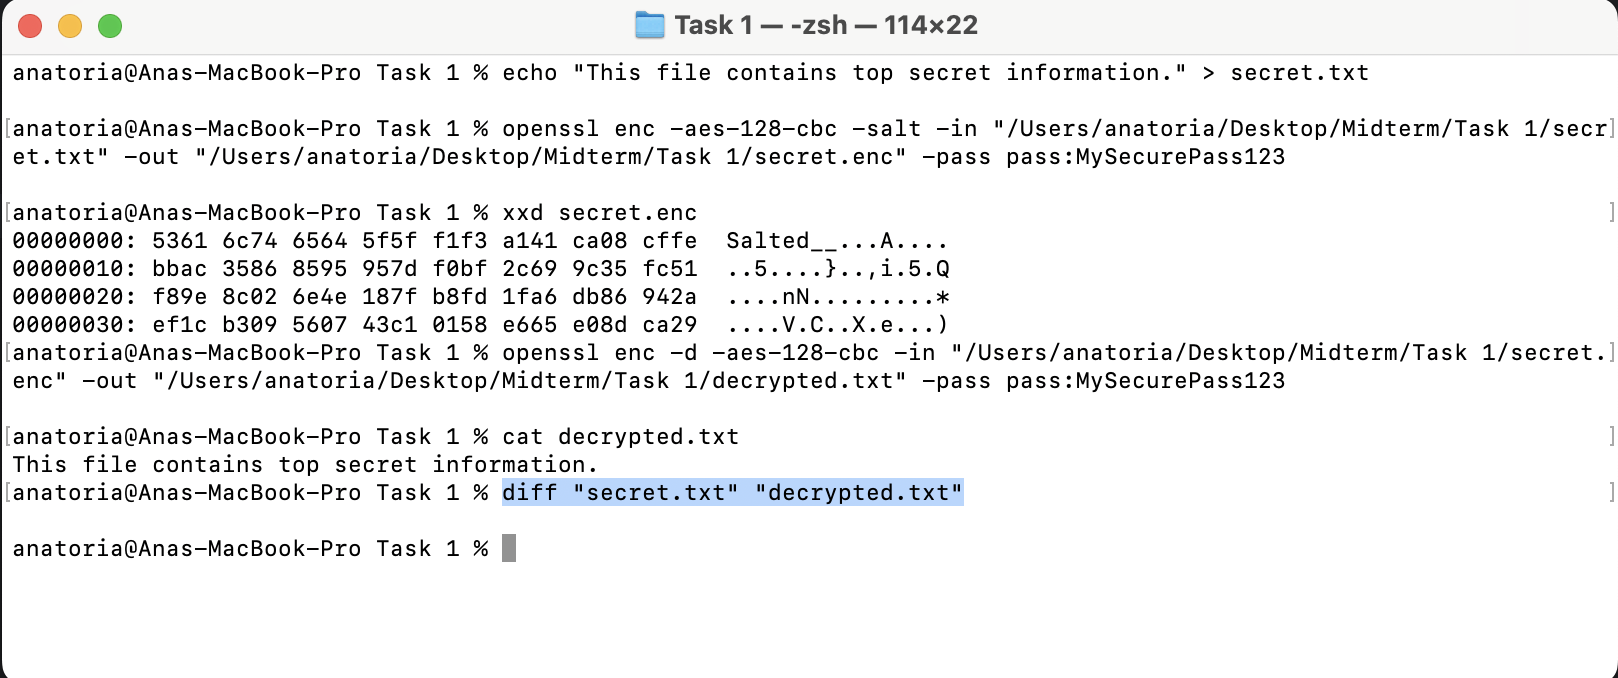 Task 1 — -zsh — 114×22
anatoria@Anas-MacBook-Pro Task 1 % echo "This file contains top secret information." > secret.txt
[anatoria@Anas-MacBook-Pro Task 1 % openssl enc -aes-128-cbc -salt -in "/Users/anatoria/Desktop/Midterm/Task 1/secr]
et.txt" -out "/Users/anatoria/Desktop/Midterm/Task 1/secret.enc" -pass pass:MySecurePass123
[anatoria@Anas-MacBook-Pro Task 1 % xxd secret.enc ]
00000000: 5361 6c74 6564 5f5f f1f3 a141 ca08 cffe  Salted__...A....
00000010: bbac 3586 8595 957d f0bf 2c69 9c35 fc51  ..5....}..,i.5.Q
00000020: f89e 8c02 6e4e 187f b8fd 1fa6 db86 942a  ....nN.........*
00000030: ef1c b309 5607 43c1 0158 e665 e08d ca29  ....V.C..X.e...)
[anatoria@Anas-MacBook-Pro Task 1 % openssl enc -d -aes-128-cbc -in "/Users/anatoria/Desktop/Midterm/Task 1/secret.]
enc" -out "/Users/anatoria/Desktop/Midterm/Task 1/decrypted.txt" -pass pass:MySecurePass123
[anatoria@Anas-MacBook-Pro Task 1 % cat decrypted.txt ]
This file contains top secret information.
[anatoria@Anas-MacBook-Pro Task 1 % diff "secret.txt" "decrypted.txt" ]
anatoria@Anas-MacBook-Pro Task 1 %